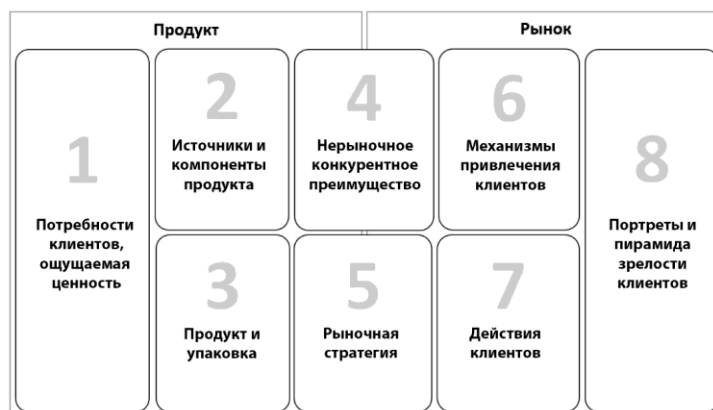 Продукт
Рынок
1
Потребности
клиентов,
ощущаемая
ценность
2
Источники и
компоненты
продукта
3
Продукт и
упаковка
4
Нерыночное
конкурентное
преимущество
5
Рыночная
стратегия
6
Механизмы
привлечения
клиентов
7
Действия
клиентов
8
Портреты и
пирамида
зрелости
клиентов